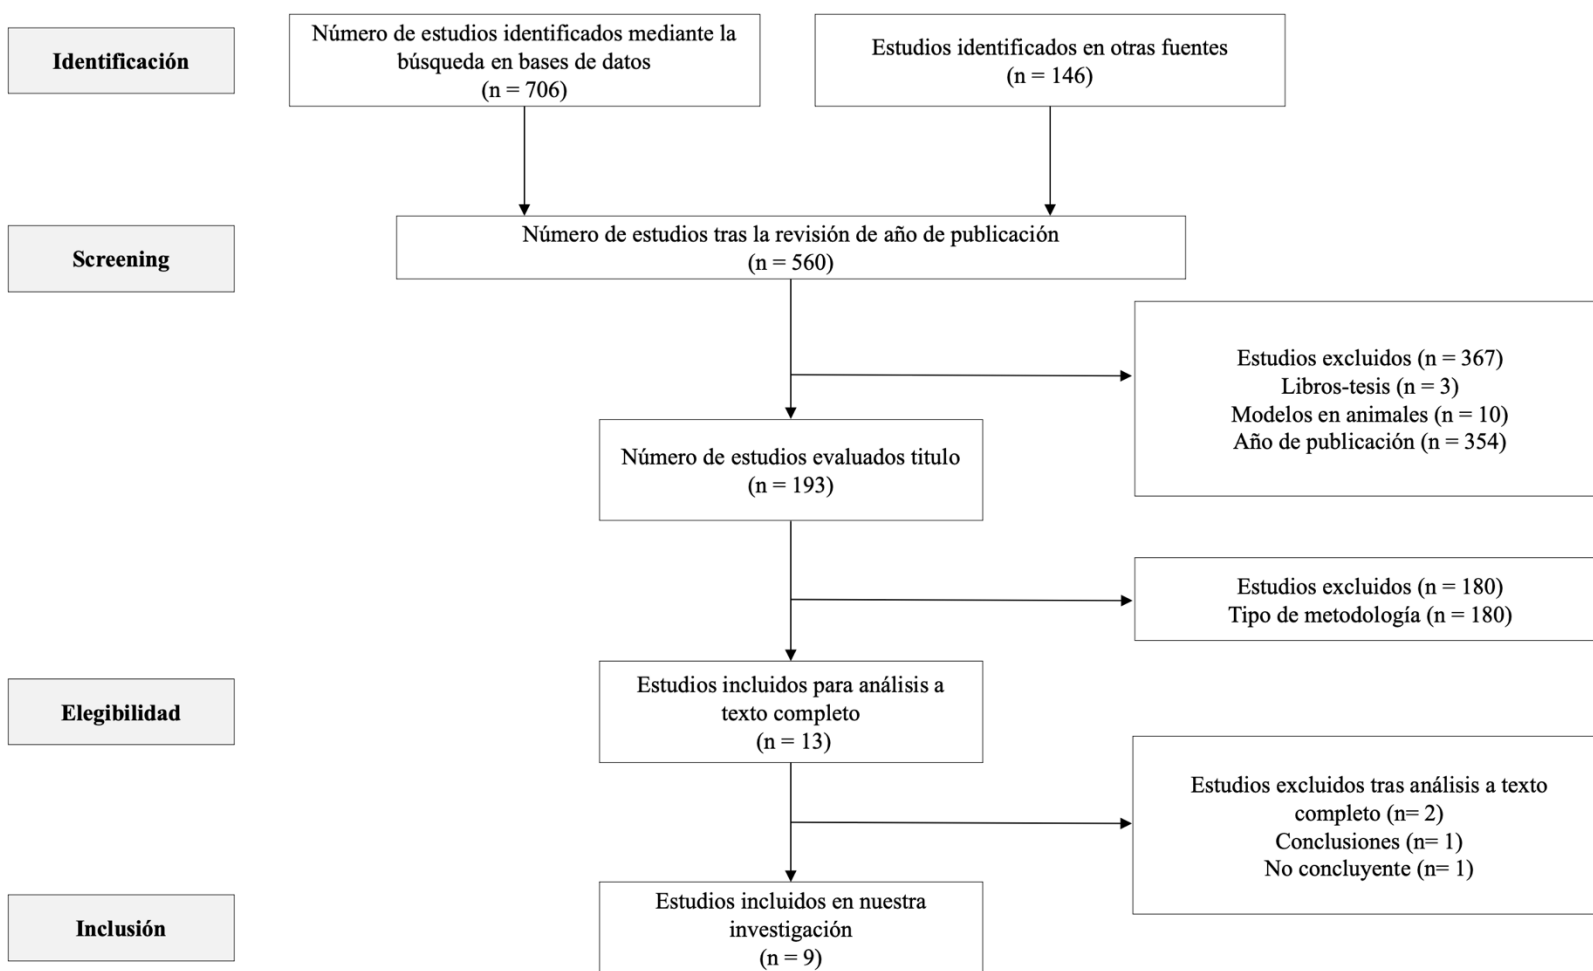 Identificación
Número de estudios identificados mediante la
búsqueda en bases de datos
(n = 706)
Estudios identificados en otras fuentes
(n = 146)
Screening
Número de estudios tras la revisión de año de publicación
(n = 560)
Estudios excluidos (n = 367)
Libros-tesis (n = 3)
Modelos en animales (n = 10)
Año de publicación (n = 354)
Número de estudios evaluados titulo
(n = 193)
Estudios excluidos (n = 180)
Tipo de metodología (n = 180)
Elegibilidad
Estudios incluidos para análisis a
texto completo
(n = 13)
Estudios excluidos tras análisis a texto
completo (n= 2)
Conclusiones (n= 1)
No concluyente (n= 1)
Inclusión
Estudios incluidos en nuestra
investigación
(n = 9)